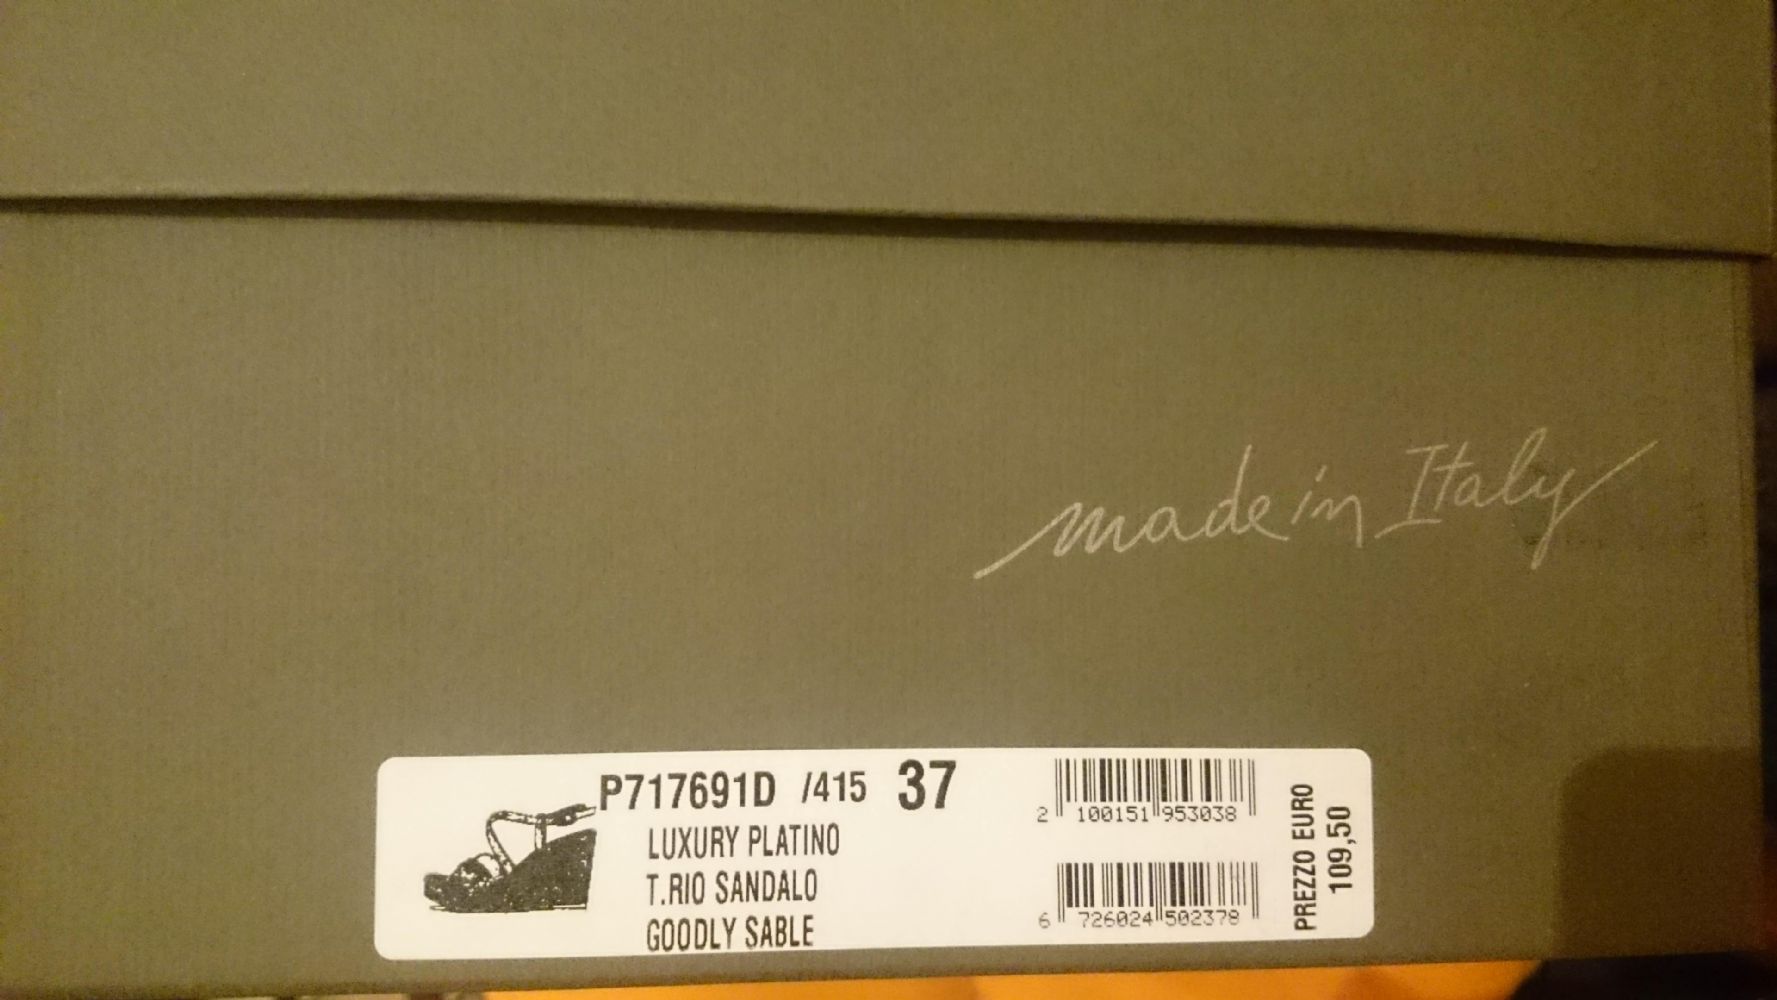 made in Italy
P717691D /415 37
LUXURY PLATINO
T.RIO SANDALO
GOODLY SABLE
2 100151 953038
6 726024 502378
PREZZO EURO
109,50